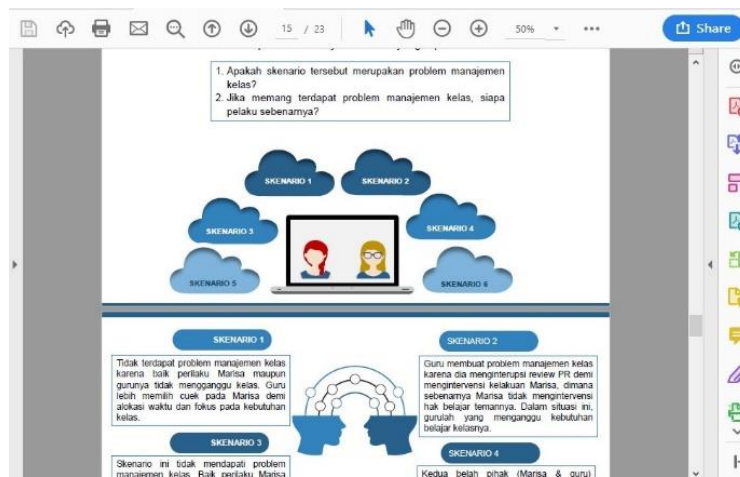 15 / 23
50%
Share
1. Apakah skenario tersebut merupakan problem manajemen
kelas?
2. Jika memang terdapat problem manajemen kelas, siapa
pelaku sebenarnya?
SKENARIO 1
SKENARIO 2
SKENARIO 3
SKENARIO 4
SKENARIO 5
SKENARIO 6
SKENARIO 1
Tidak terdapat problem manajemen kelas
karena baik perilaku Marisa maupun
gurunya tidak mengganggu kelas. Guru
lebih memilih cuek pada Marisa demi
alokasi waktu dan fokus pada kebutuhan
kelas.
SKENARIO 2
Guru membuat problem manajemen kelas
karena dia menginterupsi review PR demi
mengintervensi kelakuan Marisa, dimana
sebenarnya Marisa tidak mengintervensi
hak belajar temannya. Dalam situasi ini,
gurulah yang menganggu kebutuhan
belajar kelasnya.
SKENARIO 3
Skenario ini tidak mendapati problem
manajemen kelas. Baik perilaku Marisa
SKENARIO 4
Kedua belah pihak (Marisa & guru)